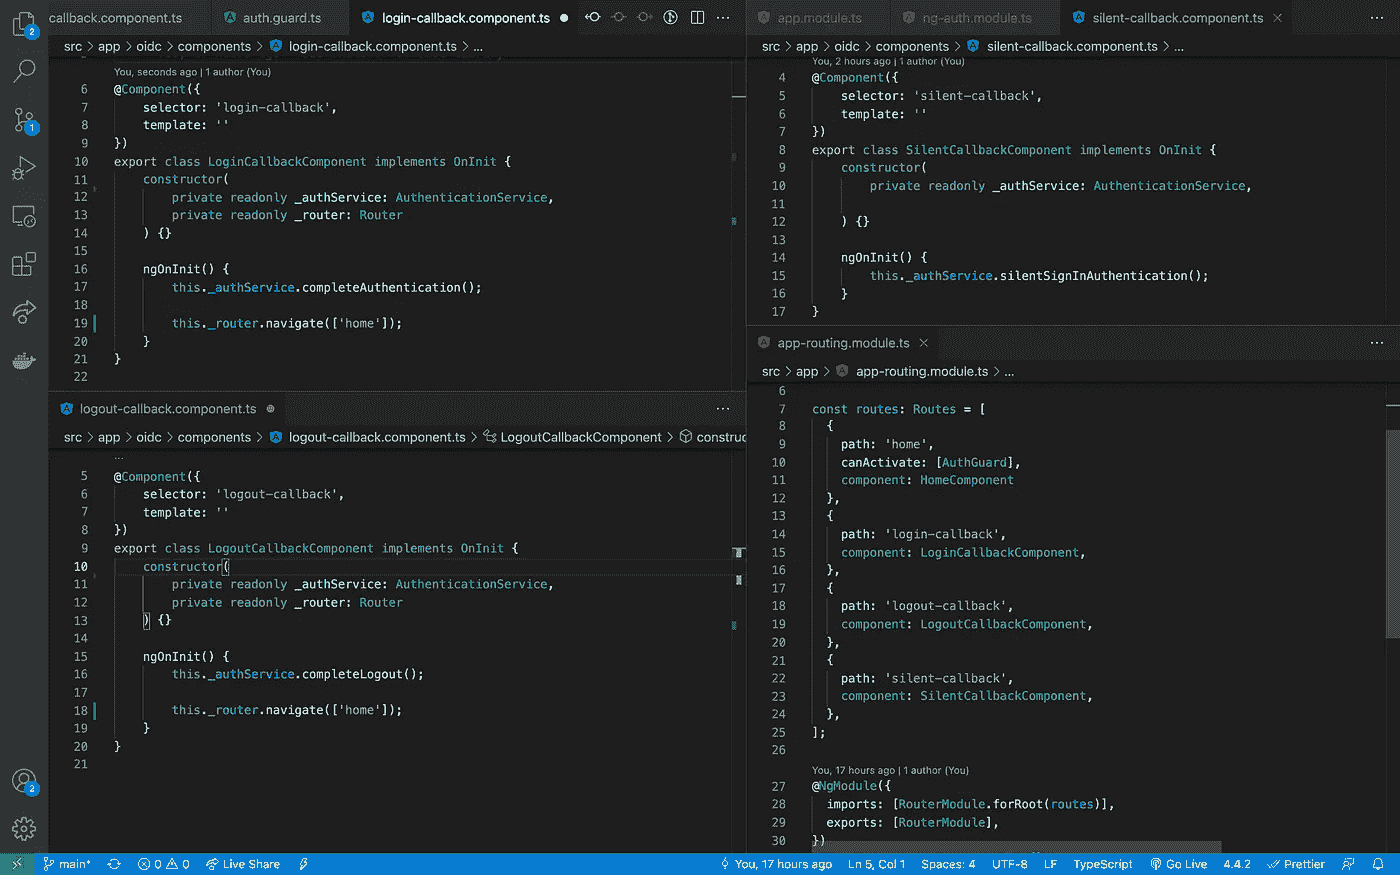 callback.component.ts
auth.guard.ts
login-callback.component.ts
src > app > oidc > components > login-callback.component.ts > ...
You, seconds ago | 1 author (You)
6 @Component({
7 selector: 'login-callback',
8 template: ''
9 })
10 export class LoginCallbackComponent implements OnInit {
11 constructor(
12 private readonly _authService: AuthenticationService,
13 private readonly _router: Router
14 ) {}
15
16 ngOnInit() {
17 this._authService.completeAuthentication();
18
19 this._router.navigate(['home']);
20 }
21 }
22
logout-callback.component.ts
src > app > oidc > components > logout-callback.component.ts > LogoutCallbackComponent > construc
...
5 @Component({
6 selector: 'logout-callback',
7 template: ''
8 })
9 export class LogoutCallbackComponent implements OnInit {
10 constructor(
11 private readonly _authService: AuthenticationService,
12 private readonly _router: Router
13 ) {}
14
15 ngOnInit() {
16 this._authService.completeLogout();
17
18 this._router.navigate(['home']);
19 }
20 }
21
app.module.ts
ng-auth.module.ts
silent-callback.component.ts
src > app > oidc > components > silent-callback.component.ts > ...
You, 2 hours ago | 1 author (You)
4 @Component({
5 selector: 'silent-callback',
6 template: ''
7 })
8 export class SilentCallbackComponent implements OnInit {
9 constructor(
10 private readonly _authService: AuthenticationService,
11
12 ) {}
13
14 ngOnInit() {
15 this._authService.silentSignInAuthentication();
16 }
17 }
app-routing.module.ts
src > app > app-routing.module.ts > ...
6
7 const routes: Routes = [
8 {
9 path: 'home',
10 canActivate: [AuthGuard],
11 component: HomeComponent
12 },
13 {
14 path: 'login-callback',
15 component: LoginCallbackComponent,
16 },
17 {
18 path: 'logout-callback',
19 component: LogoutCallbackComponent,
20 },
21 {
22 path: 'silent-callback',
23 component: SilentCallbackComponent,
24 },
25 ];
26
You, 17 hours ago | 1 author (You)
27 @NgModule({
28 imports: [RouterModule.forRoot(routes)],
29 exports: [RouterModule],
30 })
2
1
2
main*
0
0
Live Share
You, 17 hours ago
Ln 5, Col 1
Spaces: 4
UTF-8
LF
TypeScript
Go Live
4.4.2
Prettier